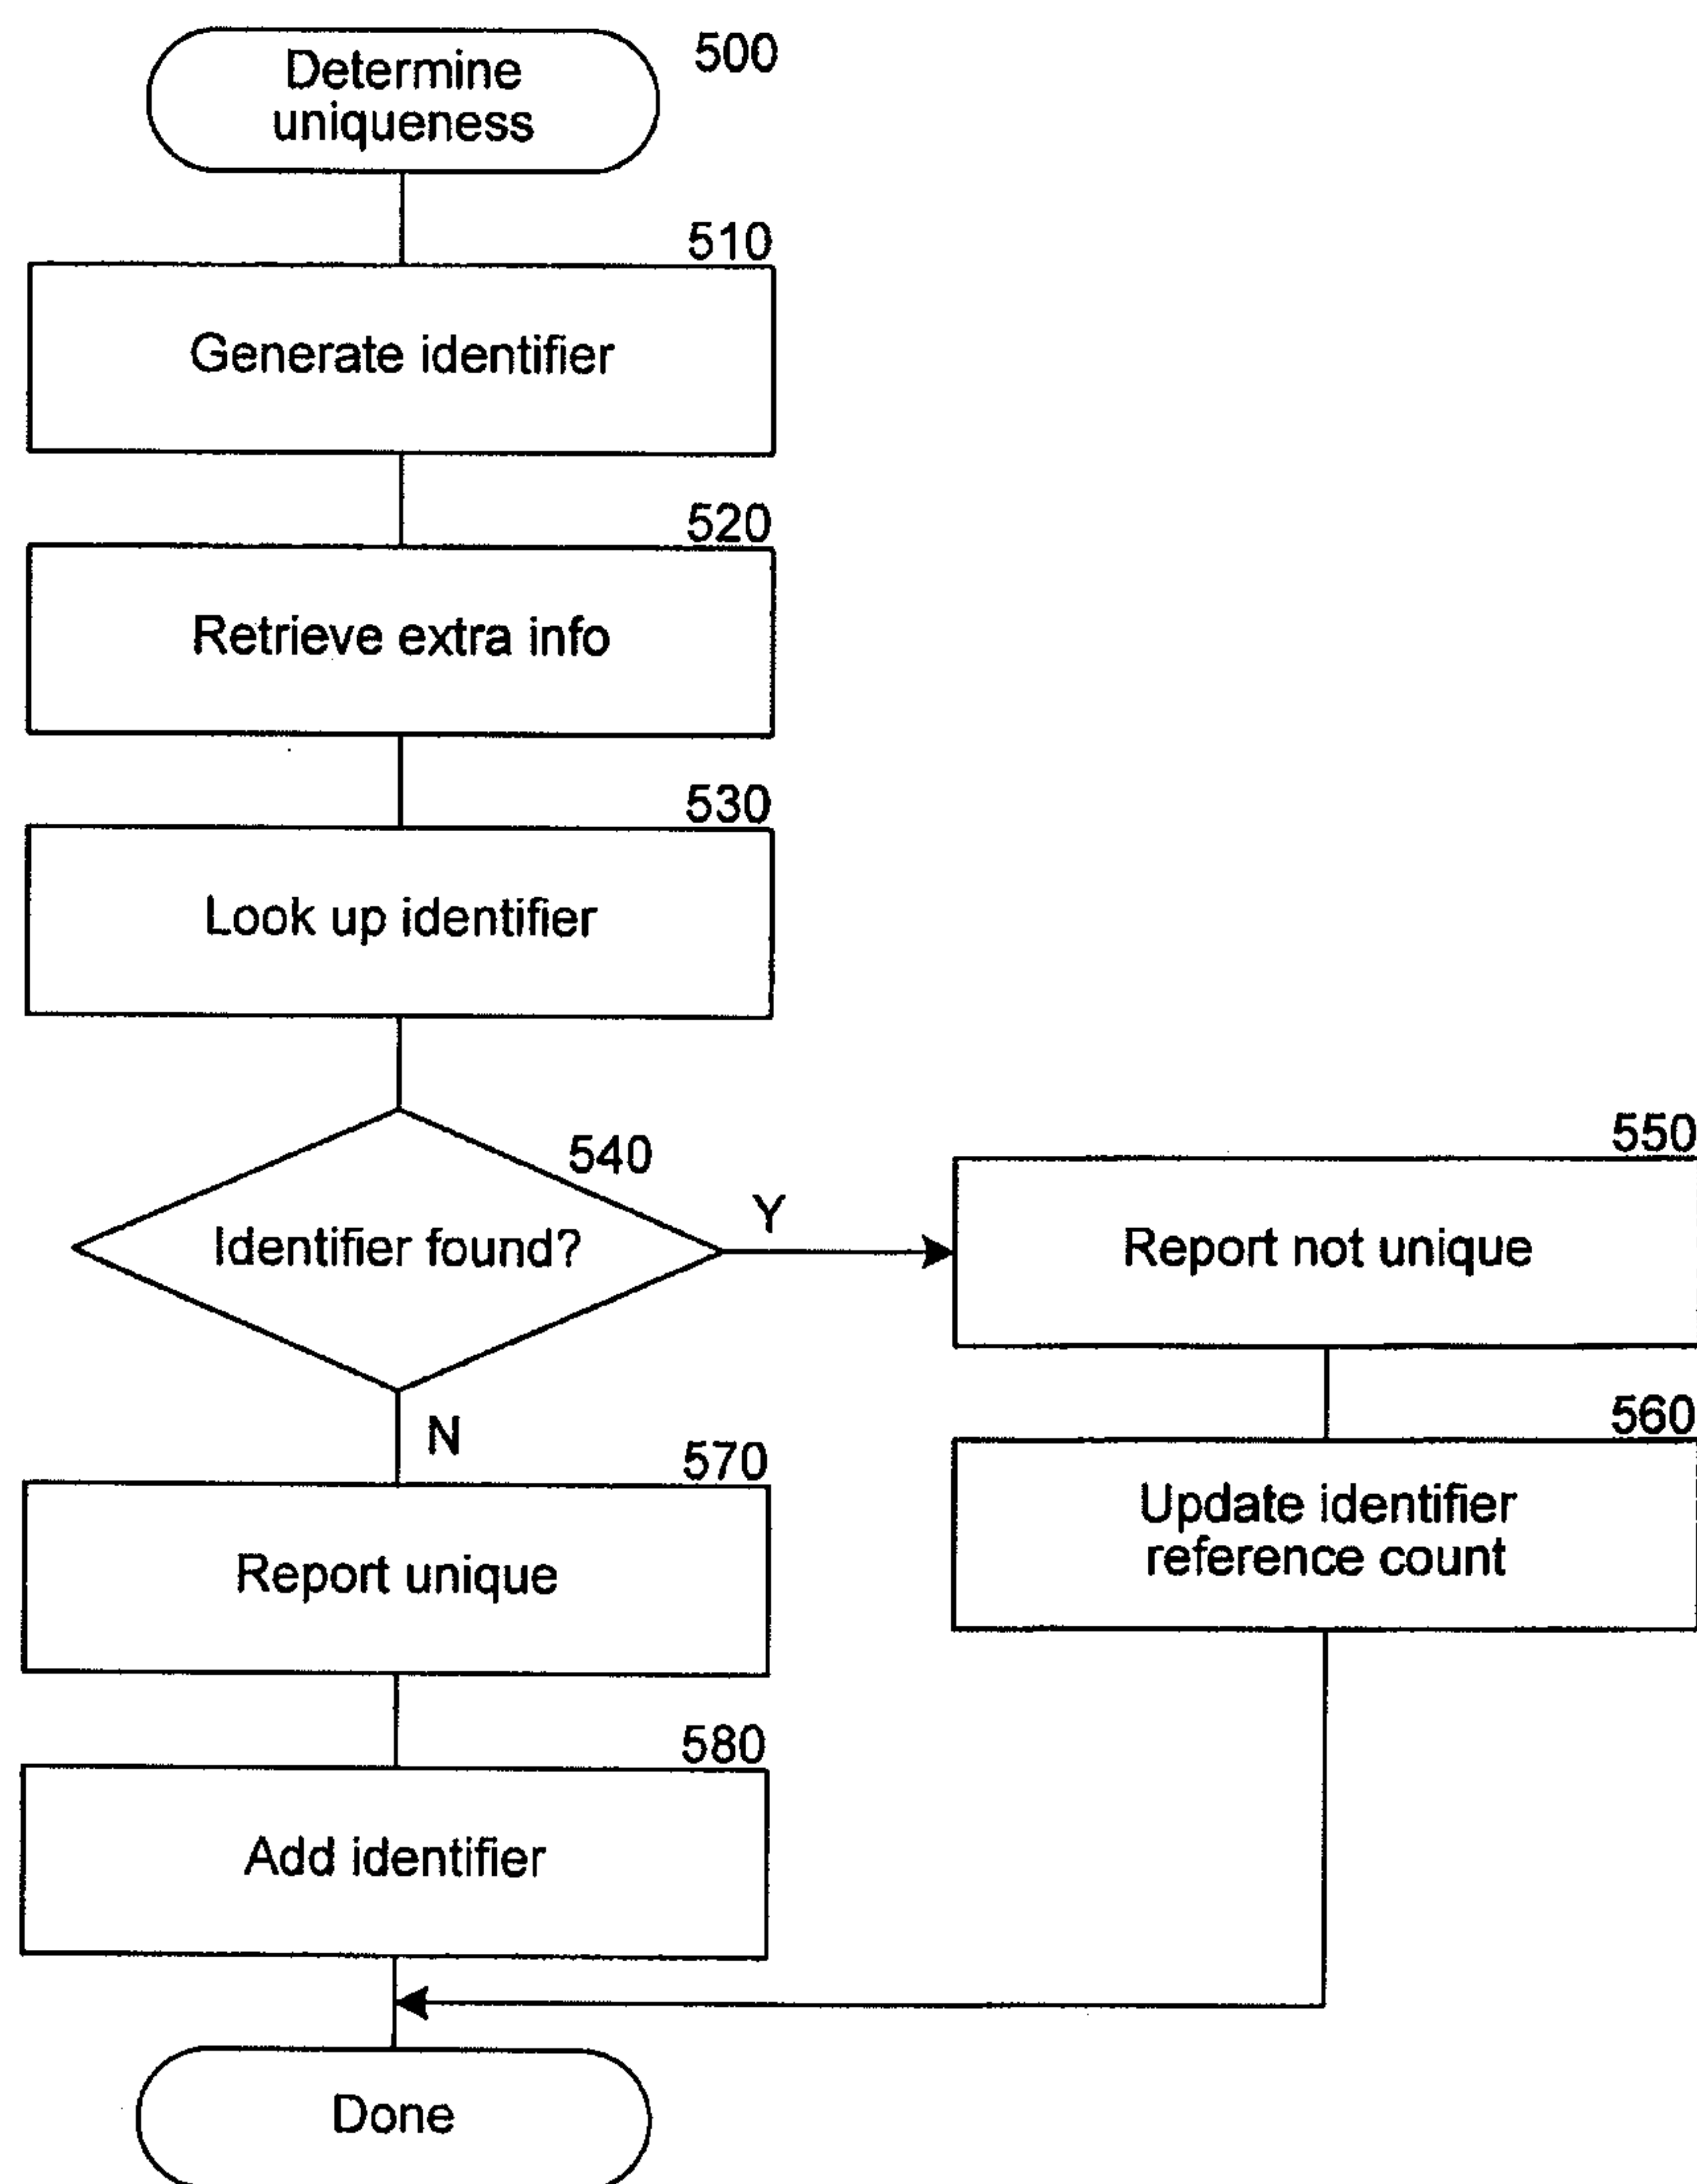 Determine
uniqueness
500
510
Generate identifier
520
Retrieve extra info
530
Look up identifier
540
Identifier found?
Y
550
Report not unique
560
Update identifier
reference count
N
570
Report unique
580
Add identifier
Done